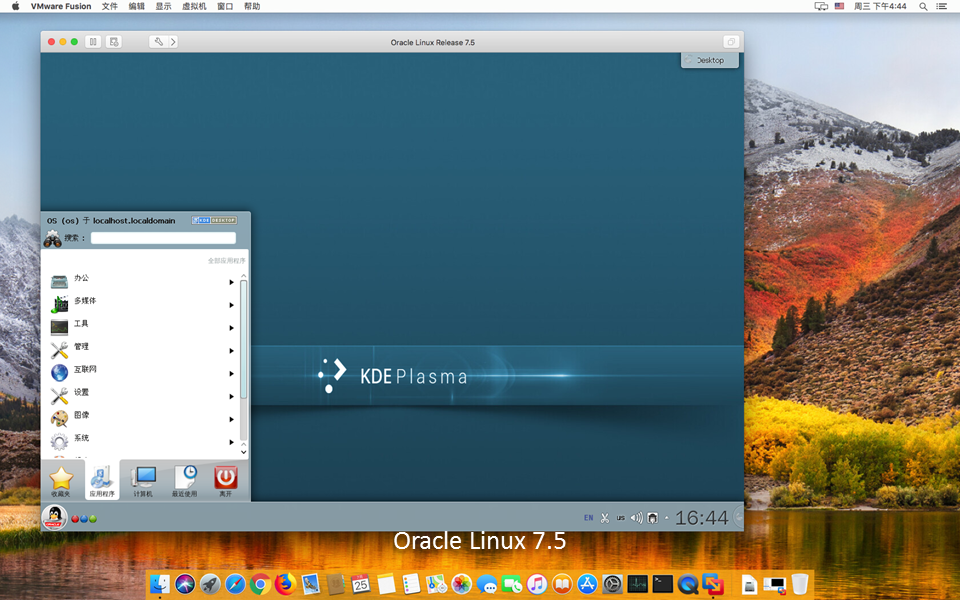 VMware Fusion 文件 编辑 显示 虚拟机 窗口 帮助 周三 下午4:44
Oracle Linux Release 7.5
Desktop
OS (os) 于 localhost.localdomain KDE DESKTOP
搜索：
全部应用程序
办公
多媒体
工具
管理
互联网
设置
图像
系统
KDE Plasma
收藏夹 应用程序 计算机 最近使用 离开
EN us 16:44
Oracle Linux 7.5
25